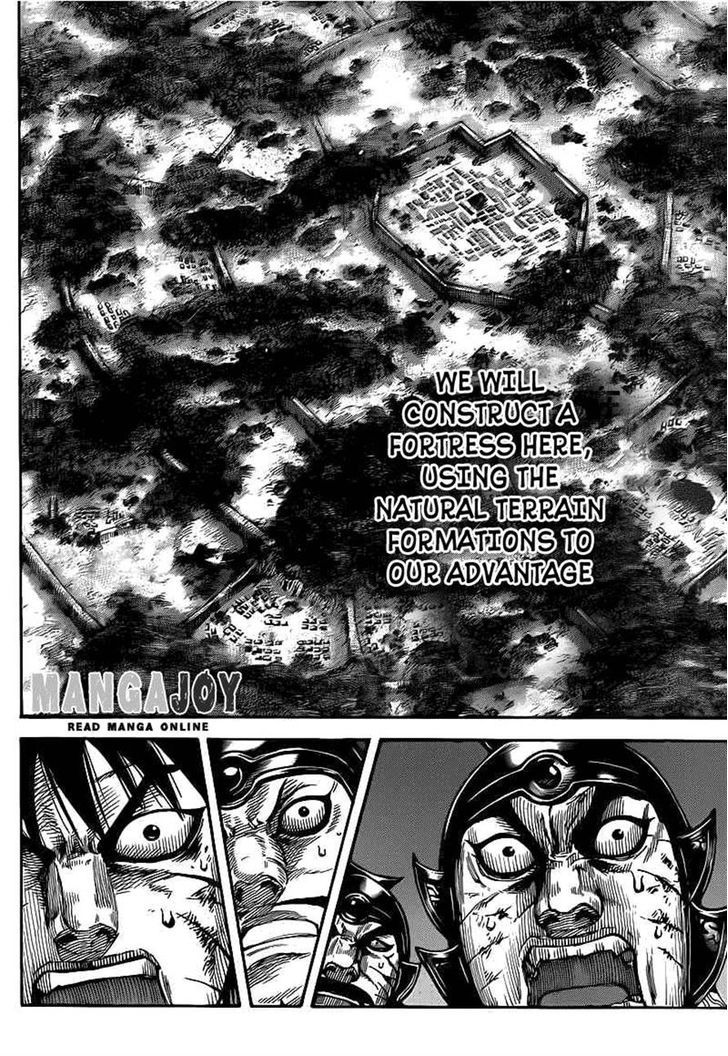 WE WILL
CONSTRUCT A
FORTRESS HERE,
USING THE
NATURAL TERRAIN
FORMATIONS TO
OUR ADVANTAGE
MANGAJOY
READ MANGA ONLINE